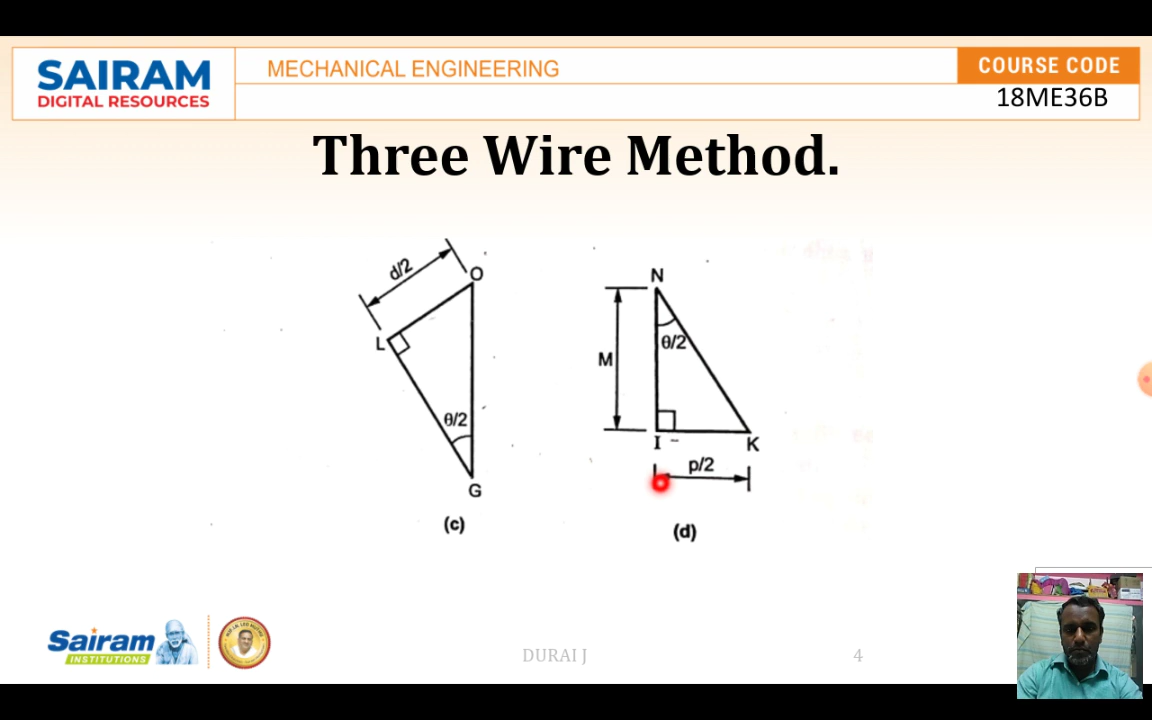 SAIRAM
DIGITAL RESOURCES
MECHANICAL ENGINEERING
COURSE CODE
18ME36B
Three Wire Method.
d/2
O
L
θ/2
G
(c)
N
θ/2
M
I
K
p/2
(d)
Sairam
INSTITUTIONS
DURAI J
4